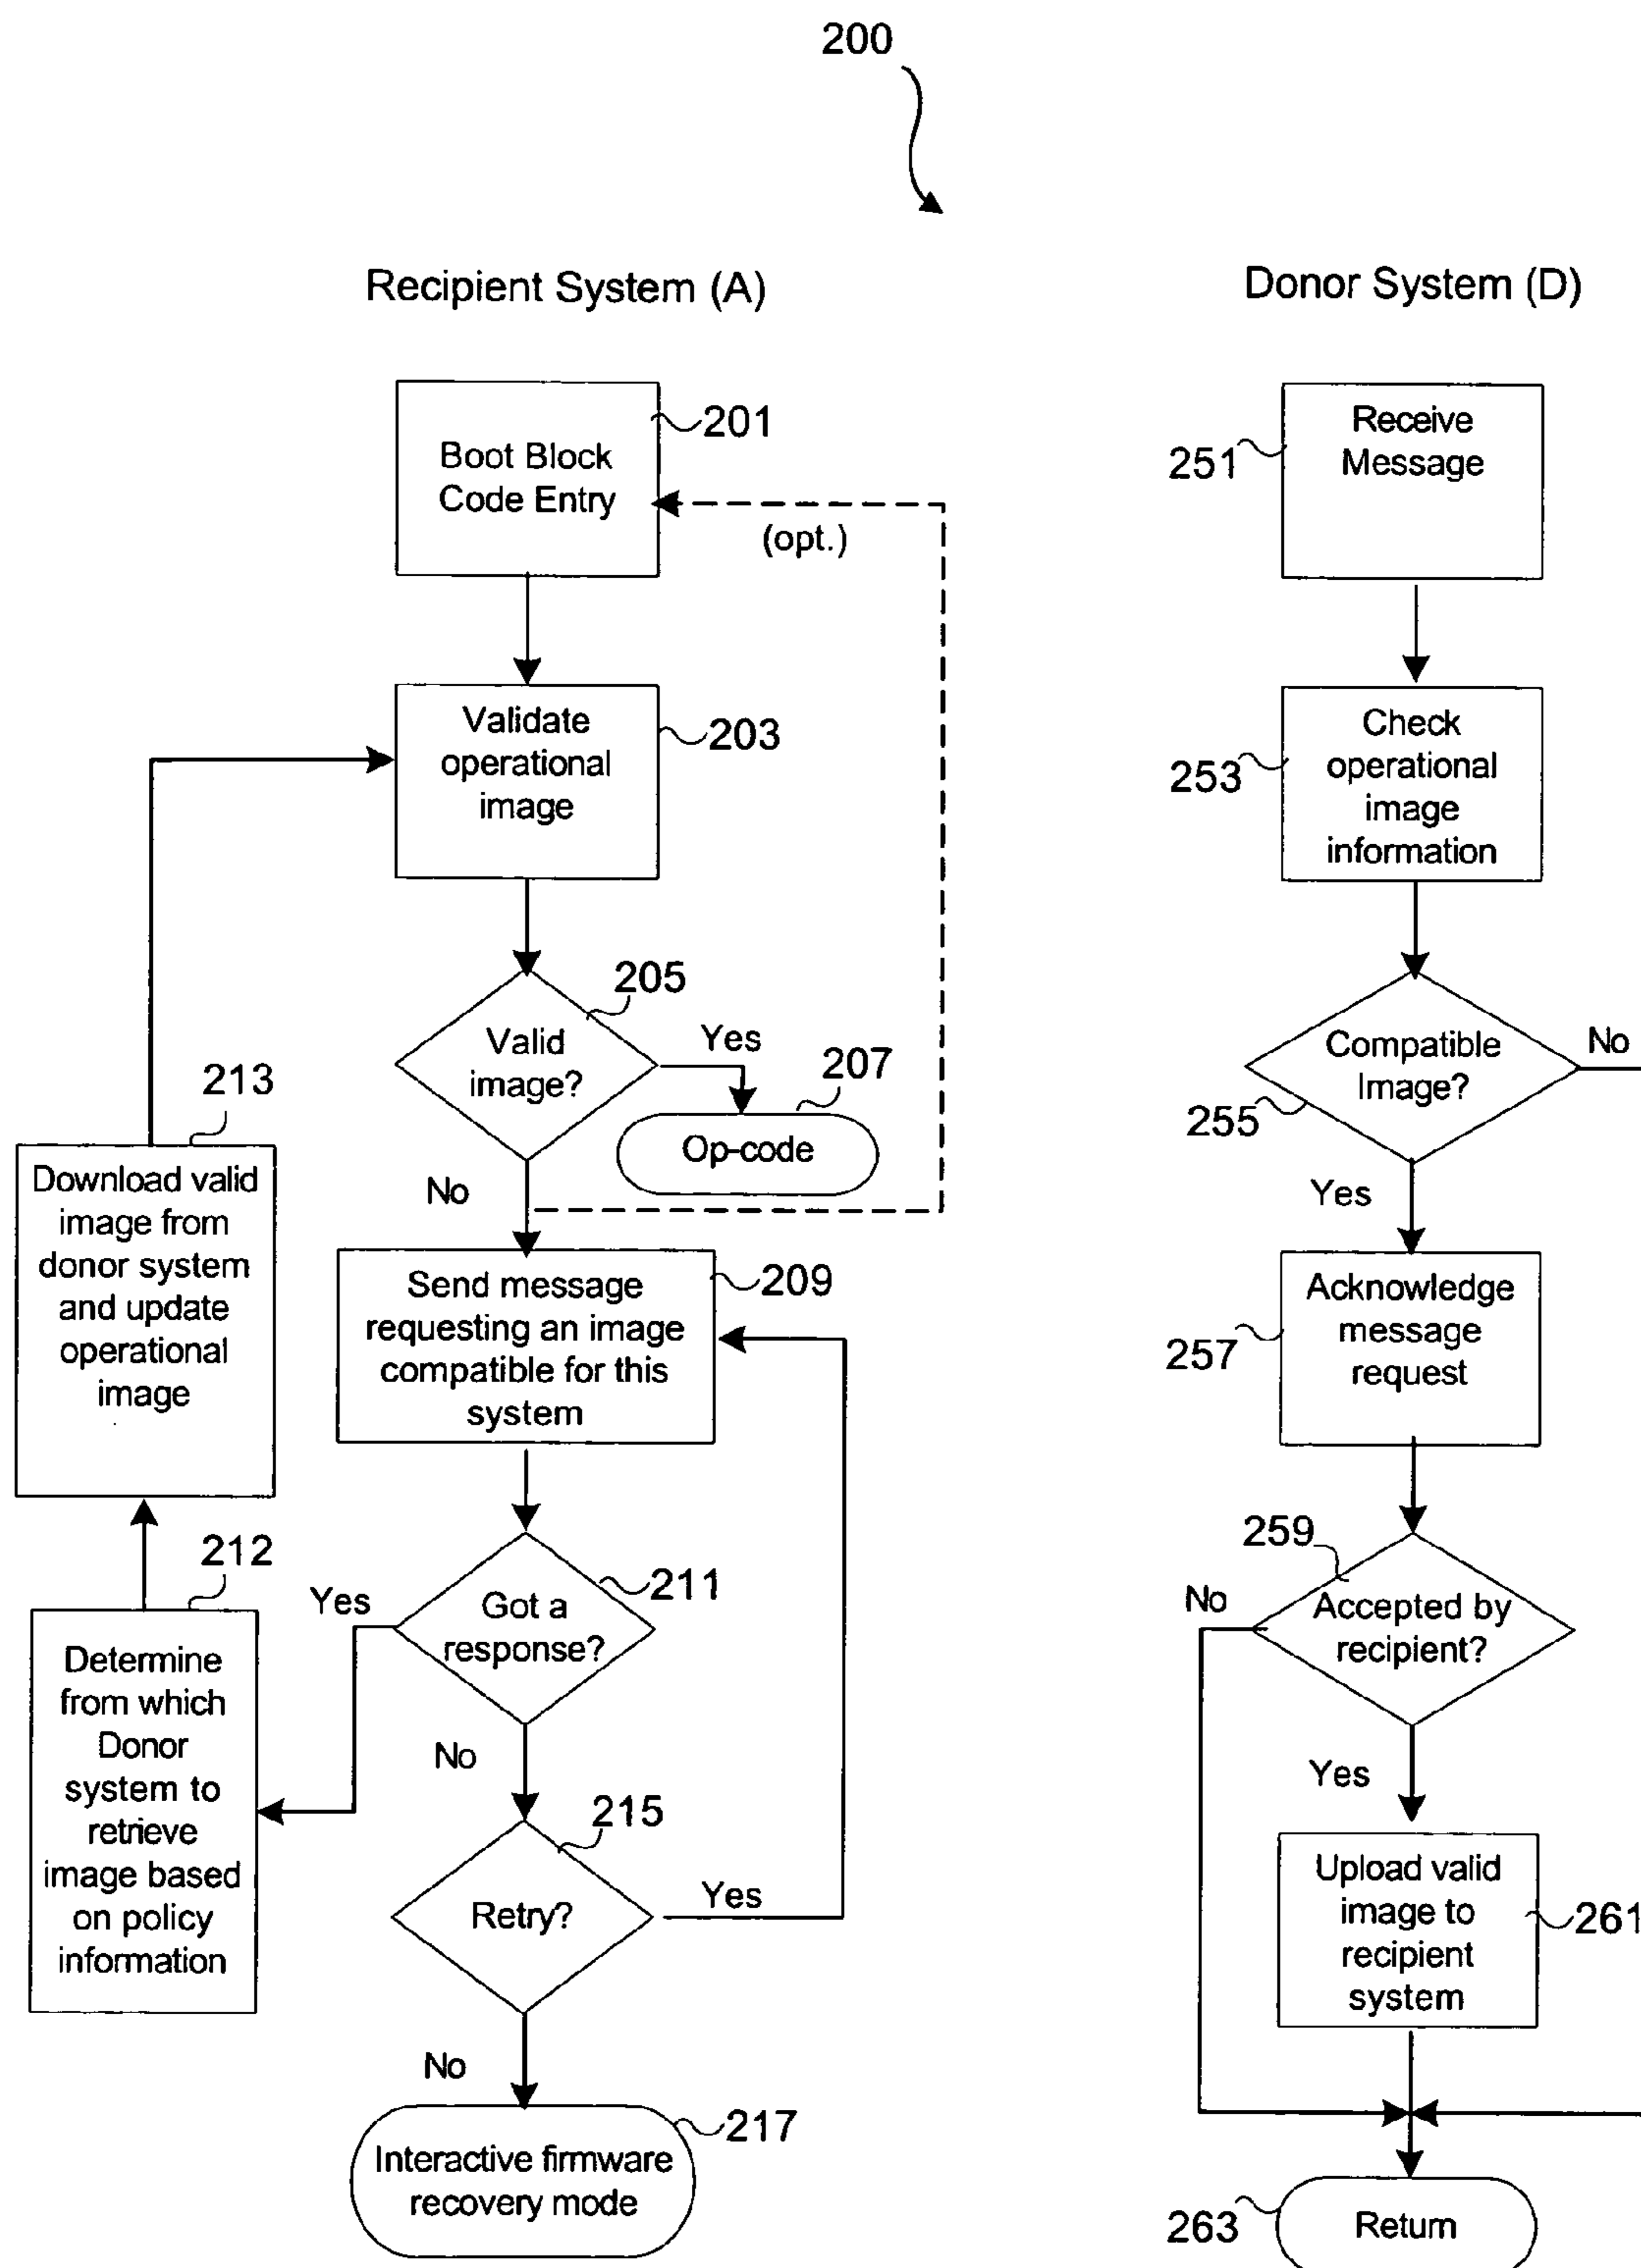 200
Recipient System (A)
Donor System (D)
201
Boot Block
Code Entry
(opt.)
203
Validate
operational
image
205
Valid
image?
Yes
207
Op-code
No
213
Download valid
image from
donor system
and update
operational
image
209
Send message
requesting an image
compatible for this
system
212
Determine
from which
Donor
system to
retrieve
image based
on policy
information
Yes
211
Got a
response?
No
215
Retry?
Yes
No
217
Interactive firmware
recovery mode
251
Receive
Message
253
Check
operational
image
information
Compatible
Image?
No
255
Yes
257
Acknowledge
message
request
259
No
Accepted by
recipient?
Yes
Upload valid
image to
recipient
system
261
263
Return